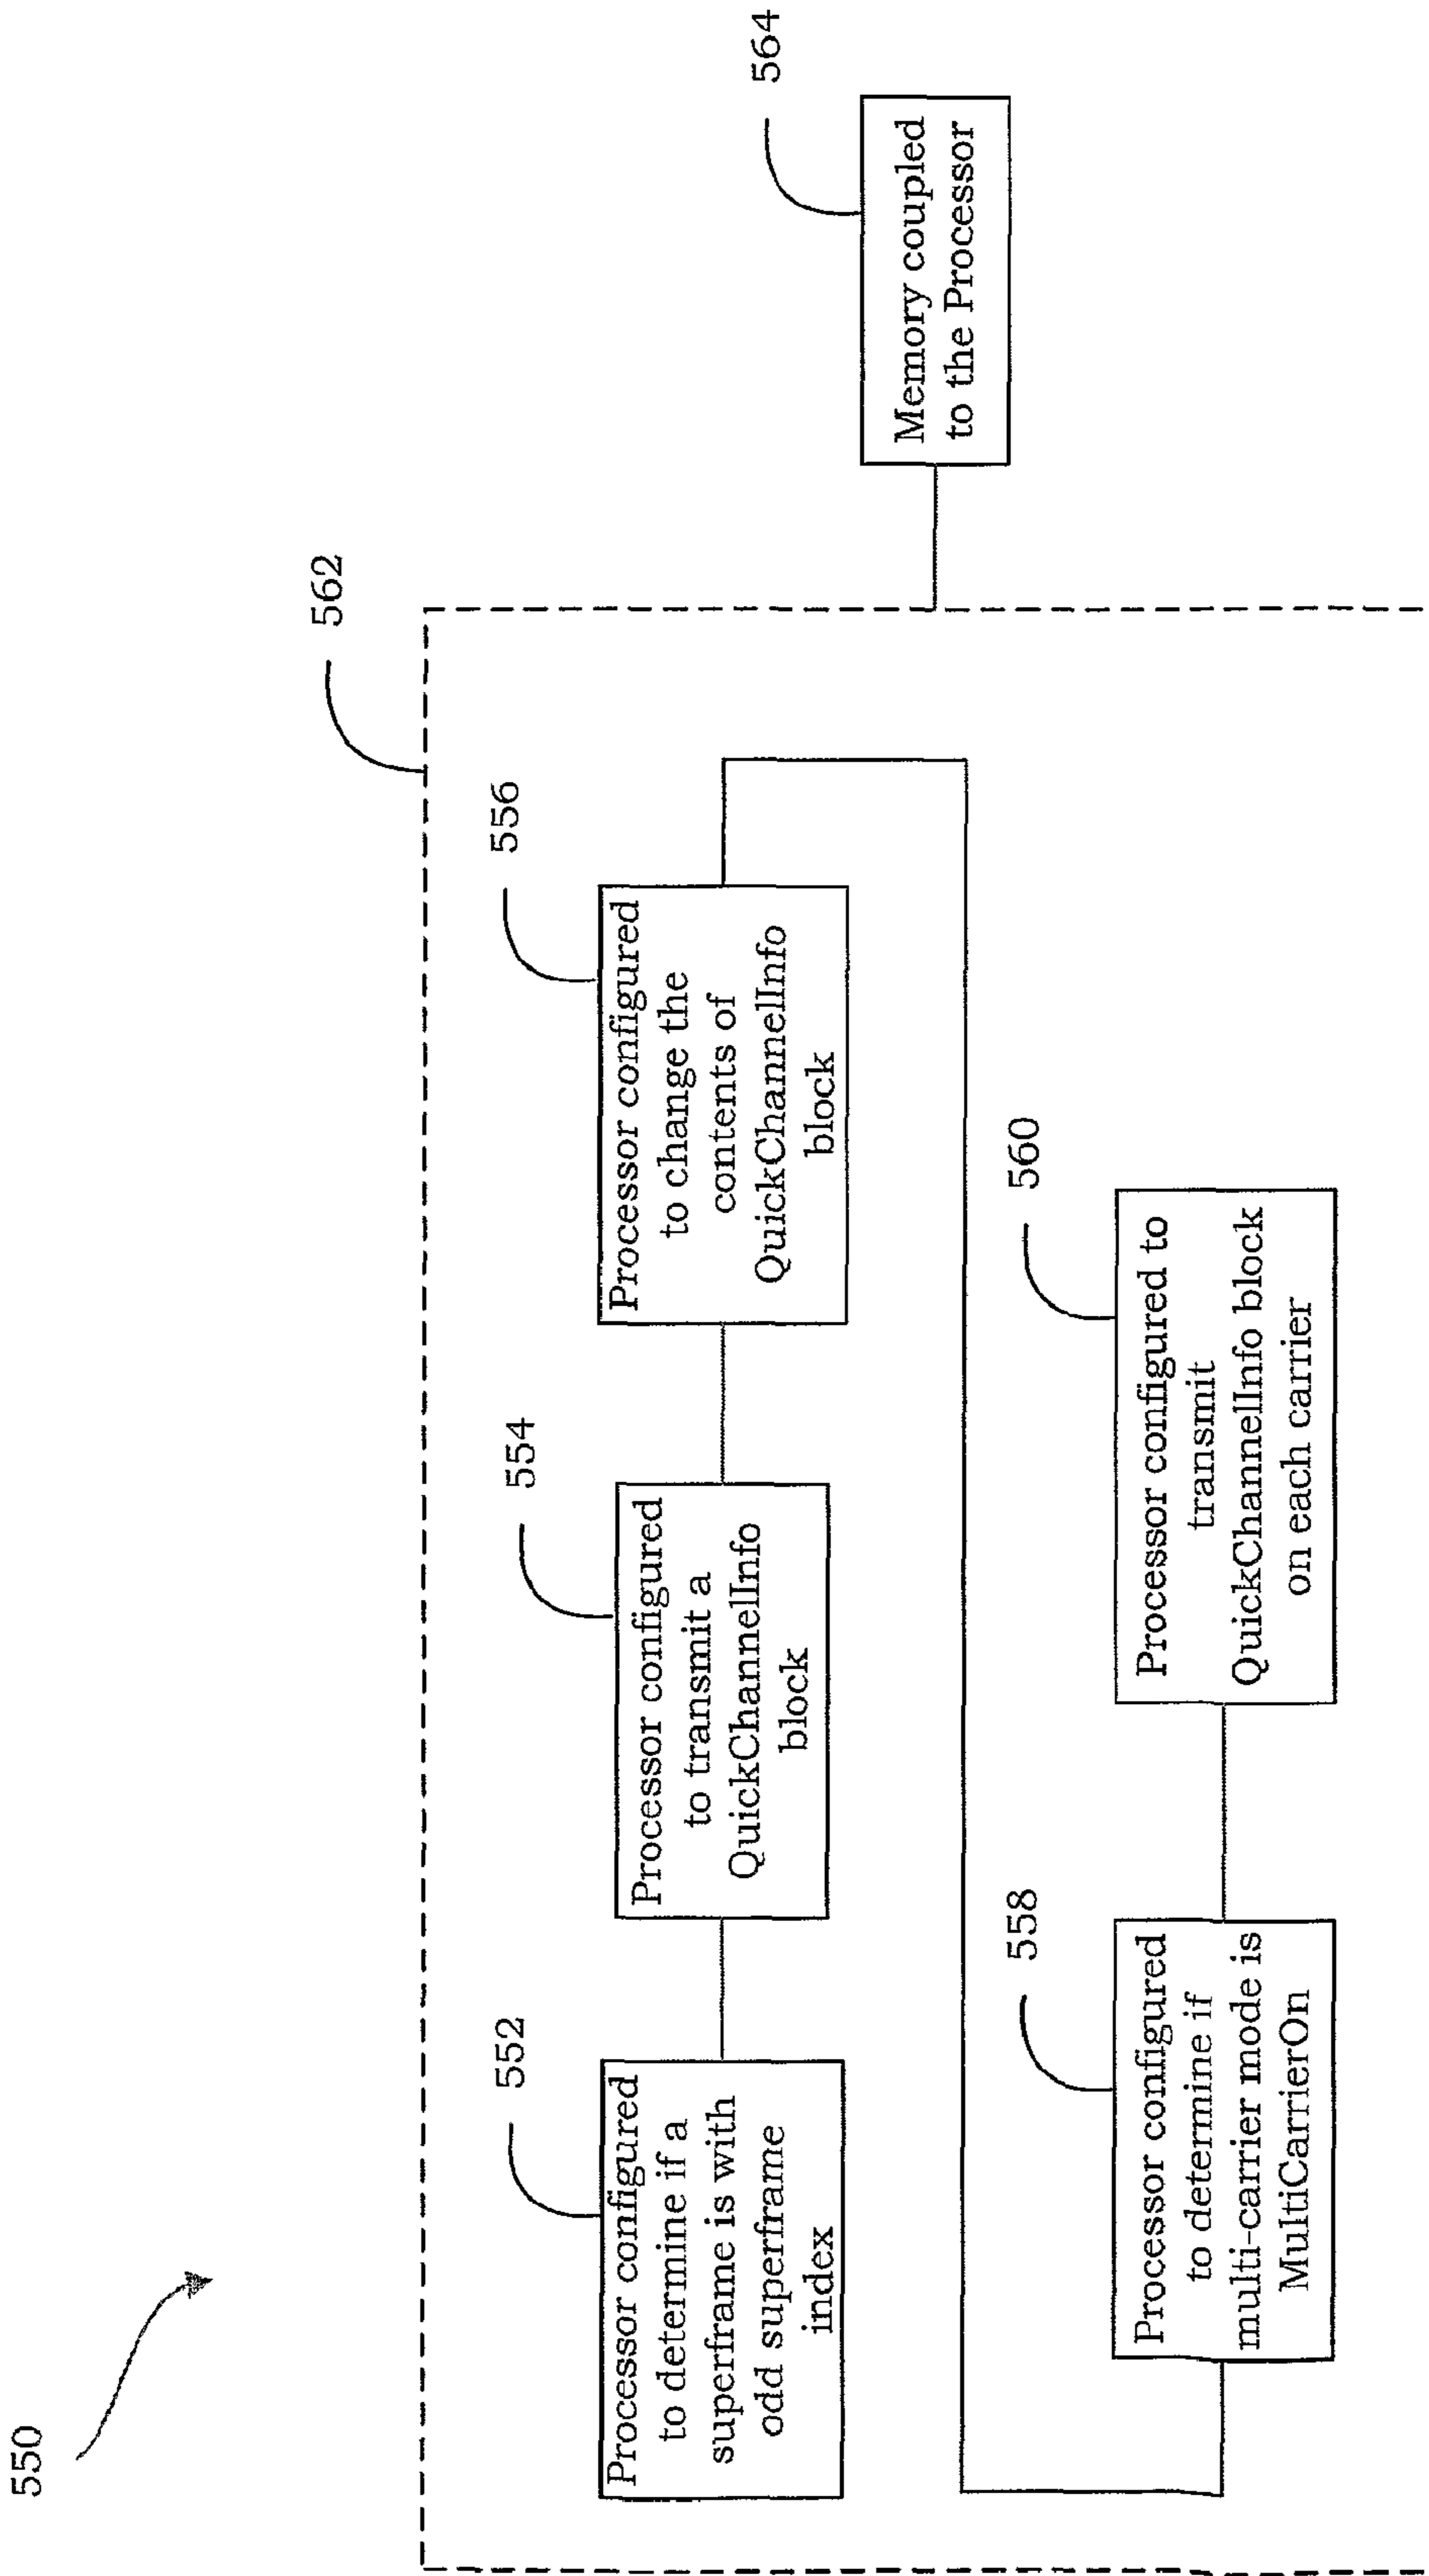 550
562
552
Processor configured
to determine if a
superframe is with
odd superframe
index
554
Processor configured
to transmit a
QuickChannelInfo
block
556
Processor configured
to change the
contents of
QuickChannelInfo
block
558
Processor configured
to determine if
multi-carrier mode is
MultiCarrierOn
560
Processor configured to
transmit
QuickChannelInfo block
on each carrier
564
Memory coupled
to the Processor